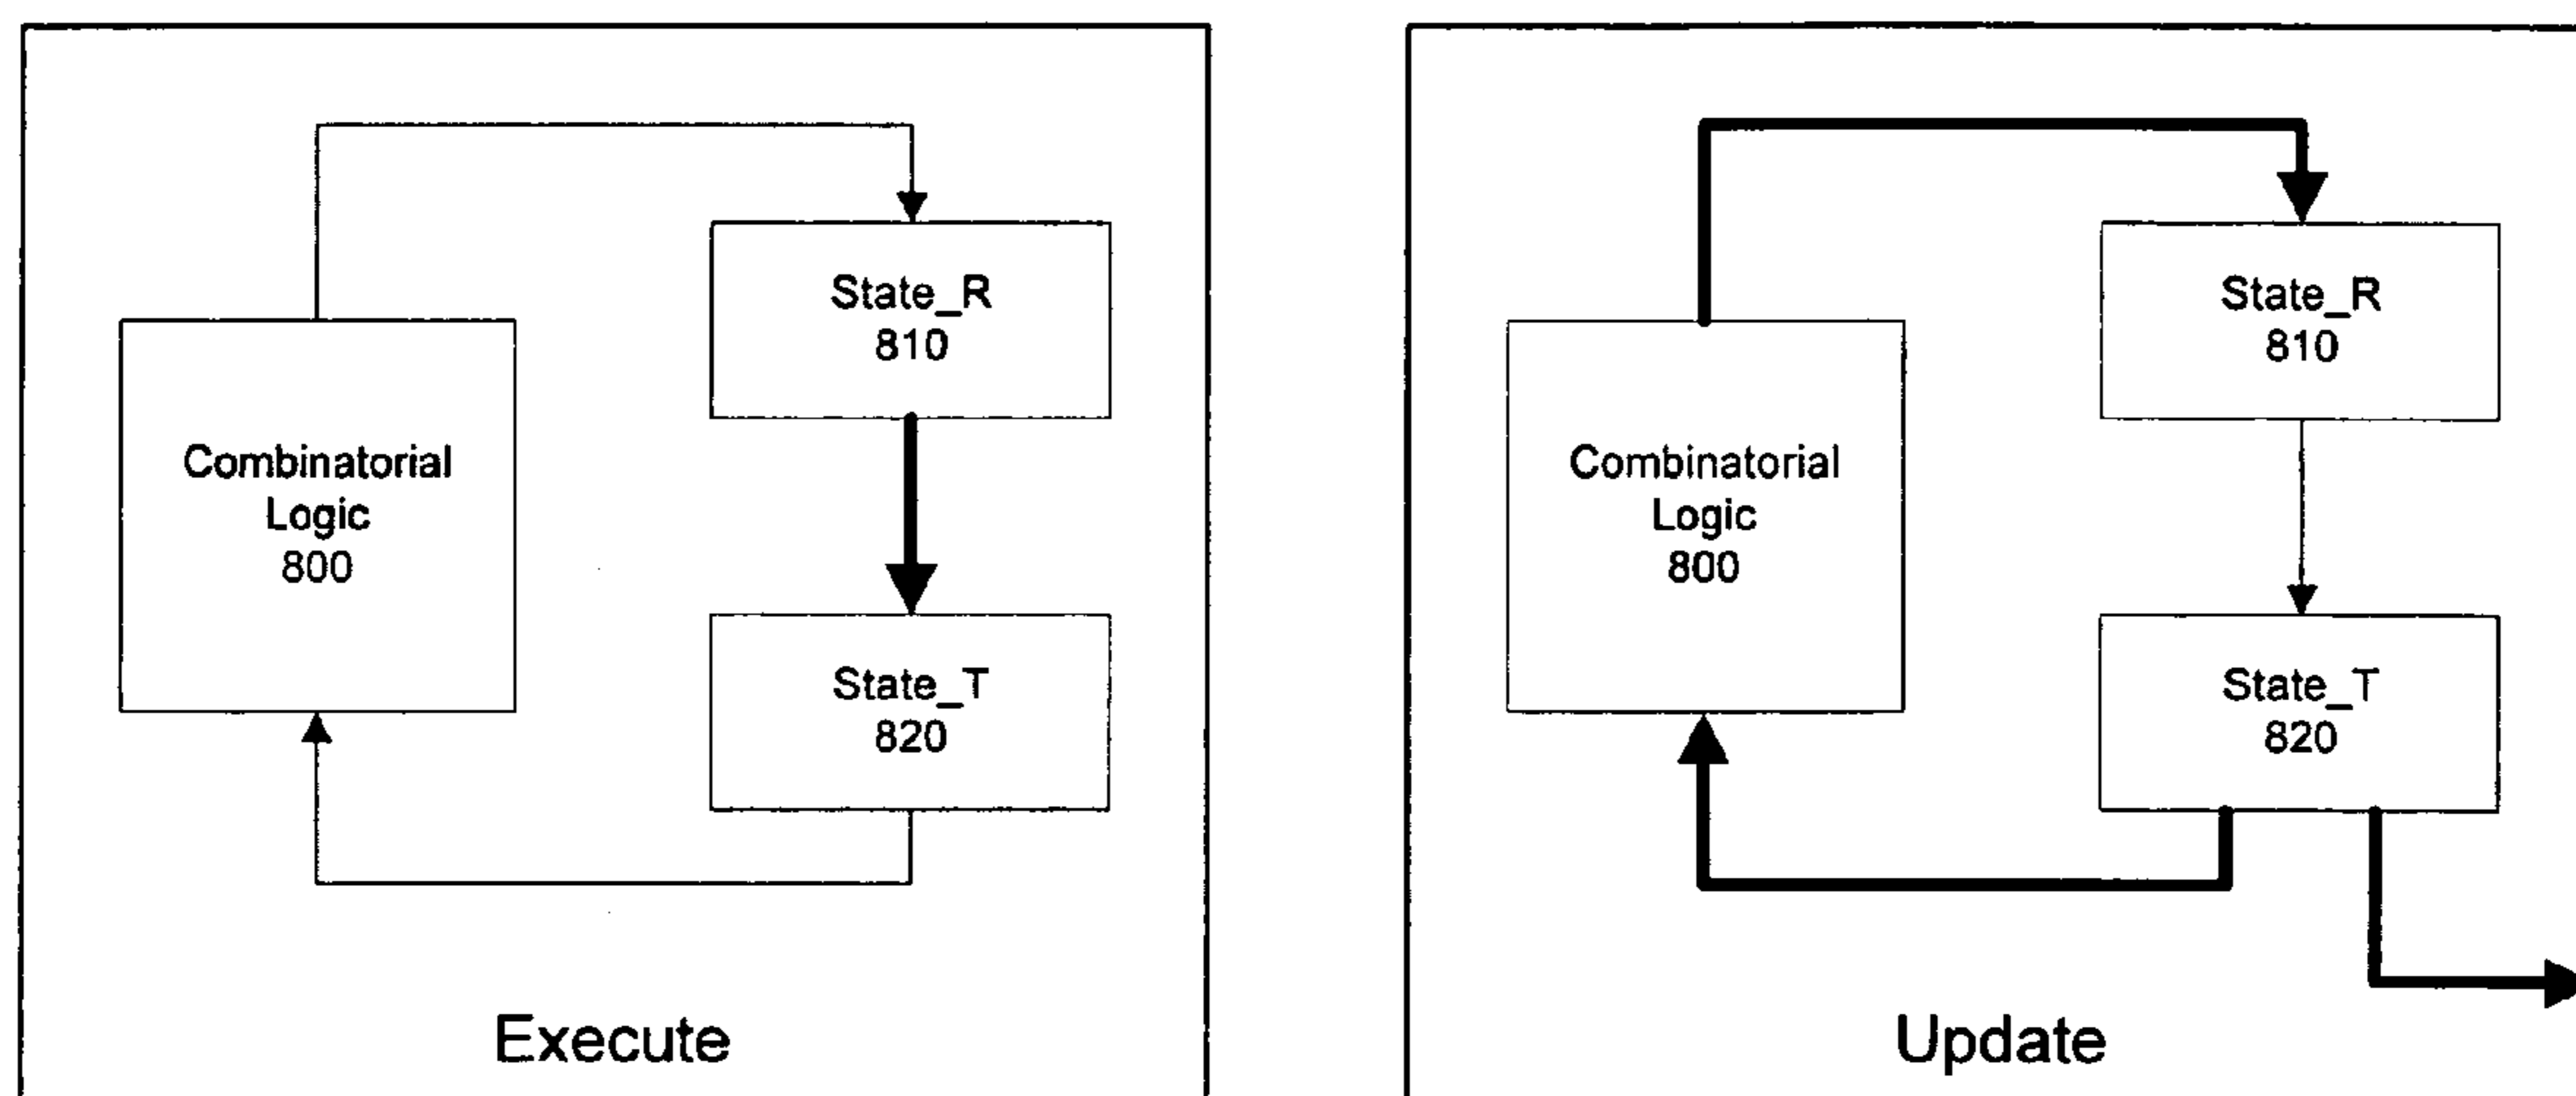 State_R
810
Combinatorial
Logic
800
State_T
820
Execute
State_R
810
Combinatorial
Logic
800
State_T
820
Update